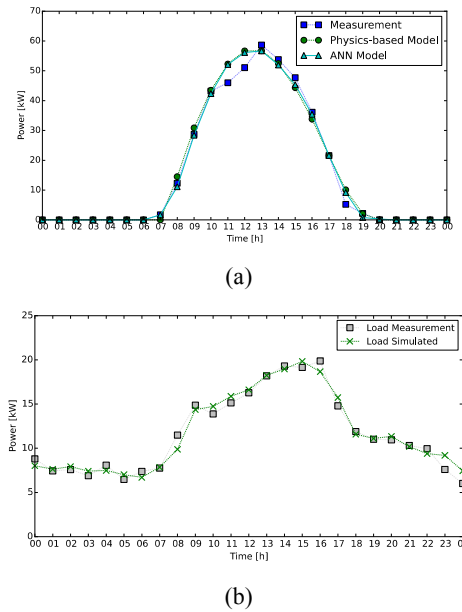 70
60
50
40
30
20
10
0
Power [kW]
Measurement
Physics-based Model
ANN Model
00 01 02 03 04 05 06 07 08 09 10 11 12 13 14 15 16 17 18 19 20 21 22 23 00
Time [h]
(a)
25
20
15
10
5
0
Power [kW]
Load Measurement
Load Simulated
00 01 02 03 04 05 06 07 08 09 10 11 12 13 14 15 16 17 18 19 20 21 22 23 0
Time [h]
(b)